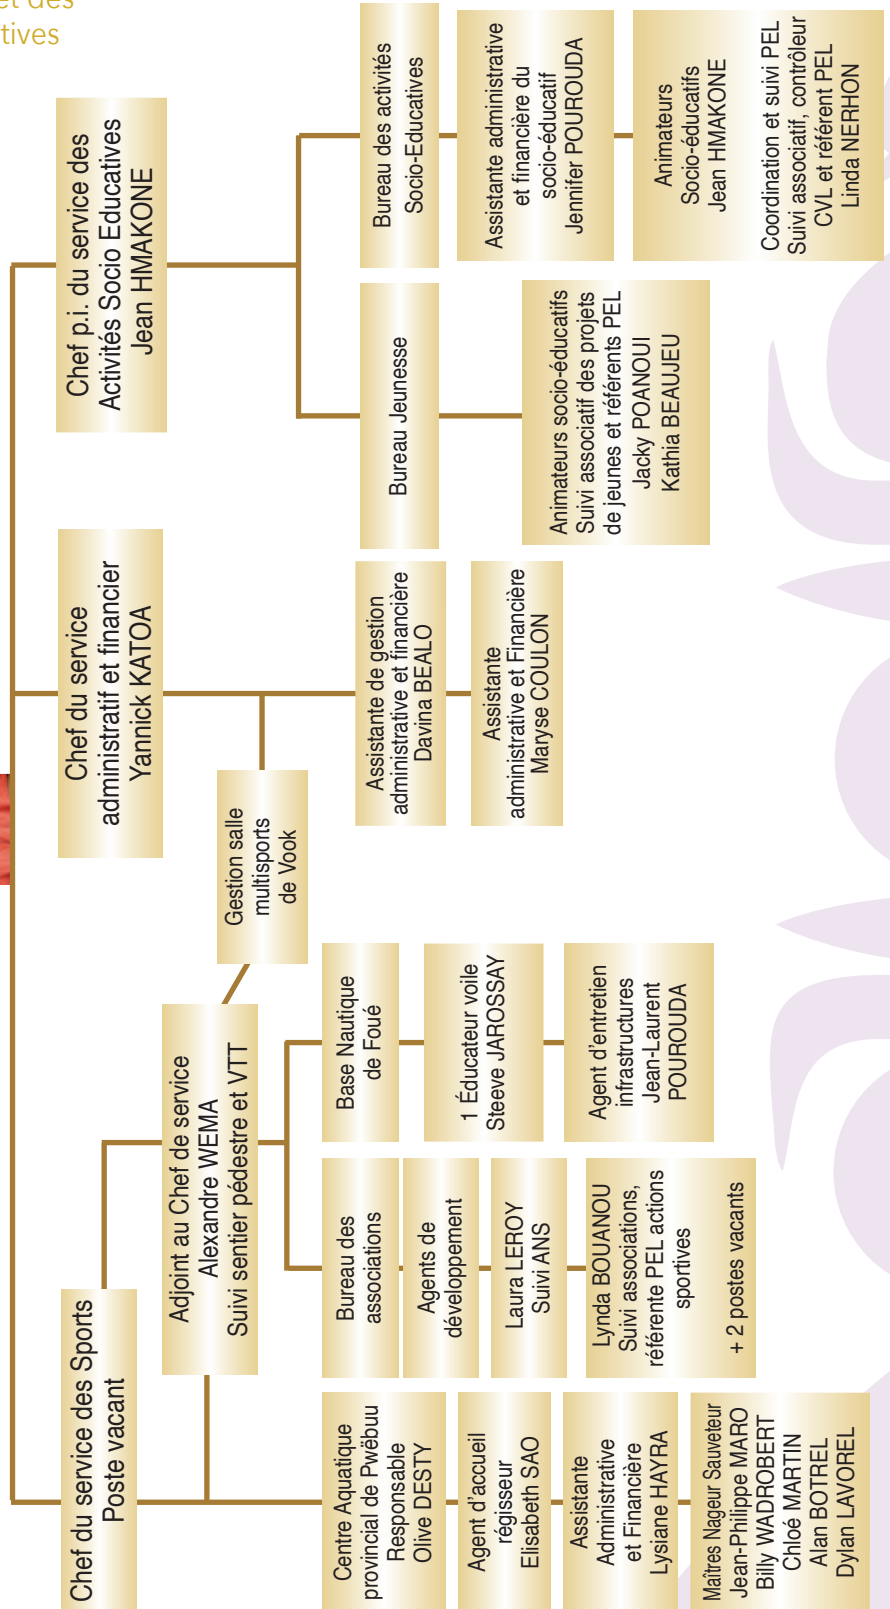 et des
tives
Chef du service des Sports
Poste vacant
Adjoint au Chef de service
Alexandre WEMA
Suivi sentier pédestre et VTT
Centre Aquatique
provincial de Pwëbuu
Responsable
Olive DESTY
Agent d'accueil
régisseur
Elisabeth SAO
Assistante
Administrative
et Financière
Lysiane HAYRA
Maîtres Nageur Sauveteur
Jean-Philippe MARO
Billy WADROBERT
Chloé MARTIN
Alan BOTREL
Dylan LAVOREL
Bureau des
associations
Agents de
développement
Laura LEROY
Suivi ANS
Lynda BOUANOU
Suivi associations,
référente PEL actions
sportives
+ 2 postes vacants
Base Nautique
de Foué
1 Éducateur voile
Steeve JAROSSAY
Agent d'entretien
infrastructures
Jean-Laurent
POUROUDA
Gestion salle
multisports
de Vook
Chef du service
administratif et financier
Yannick KATOA
Assistante de gestion
administrative et financière
Davina BEALO
Assistante
administrative et Financière
Maryse COULON
Chef p.i. du service des
Activités Socio Educatives
Jean HMAKONE
Bureau Jeunesse
Animateurs socio-éducatifs
Suivi associatif des projets
de jeunes et référents PEL
Jacky POANOUI
Kathia BEAUJEU
Bureau des activités
Socio-Educatives
Assistante administrative
et financière du
socio-éducatif
Jennifer POUROUDA
Animateurs
Socio-éducatifs
Jean HMAKONE
Coordination et suivi PEL
Suivi associatif, contrôleur
CVL et référent PEL
Linda NERHON